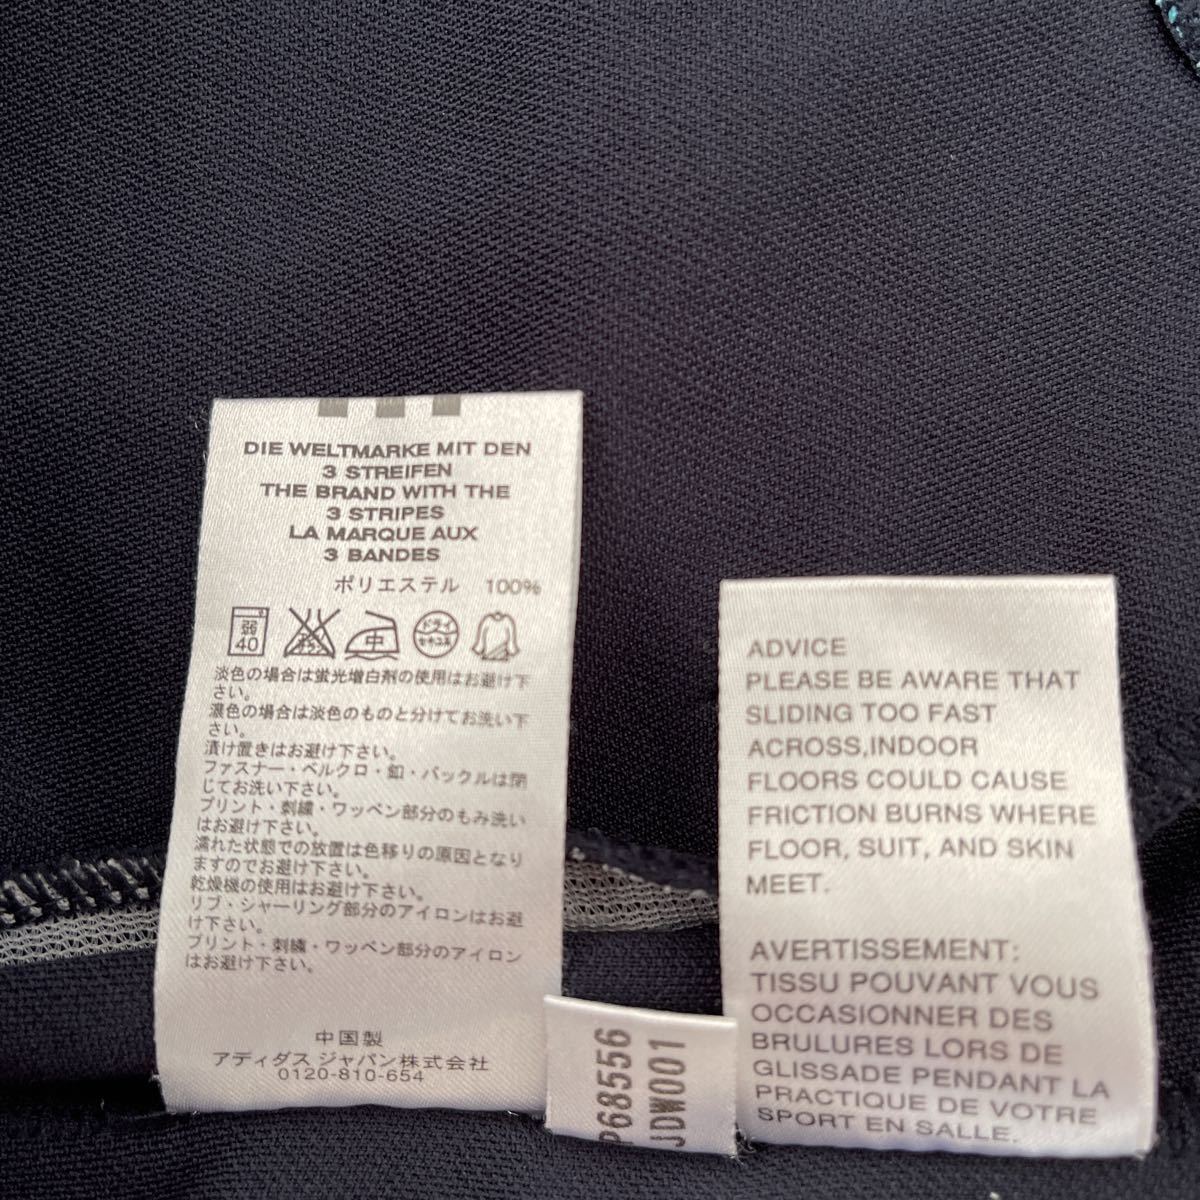 DIE WELTMARKE MIT DEN
3 STREIFEN
THE BRAND WITH THE
3 STRIPES
LA MARQUE AUX
3 BANDES
ポリエステル 100%
弱
40
中
ドライ
セキユ系
淡色の場合は蛍光増白剤の使用はお避け下
さい。
濃色の場合は淡色のものと分けてお洗い下
さい。
漬け置きはお避け下さい。
ファスナー・ベルクロ・釦・バックルは閉
じてお洗い下さい。
プリント・刺繍・ワッペン部分のもみ洗い
はお避け下さい。
濡れた状態での放置は色移りの原因となり
ますのでお避け下さい。
乾燥機の使用はお避け下さい。
リブ・シャーリング部分のアイロンはお避
け下さい。
プリント・刺繍・ワッペン部分のアイロン
はお避け下さい。
中国製
アディダス ジャパン株式会社
0120-810-654
P68556
JDW001
ADVICE
PLEASE BE AWARE THAT
SLIDING TOO FAST
ACROSS,INDOOR
FLOORS COULD CAUSE
FRICTION BURNS WHERE
FLOOR, SUIT, AND SKIN
MEET.
AVERTISSEMENT:
TISSU POUVANT VOUS
OCCASIONNER DES
BRULURES LORS DE
GLISSADE PENDANT LA
PRACTIQUE DE VOTRE
SPORT EN SALLE.